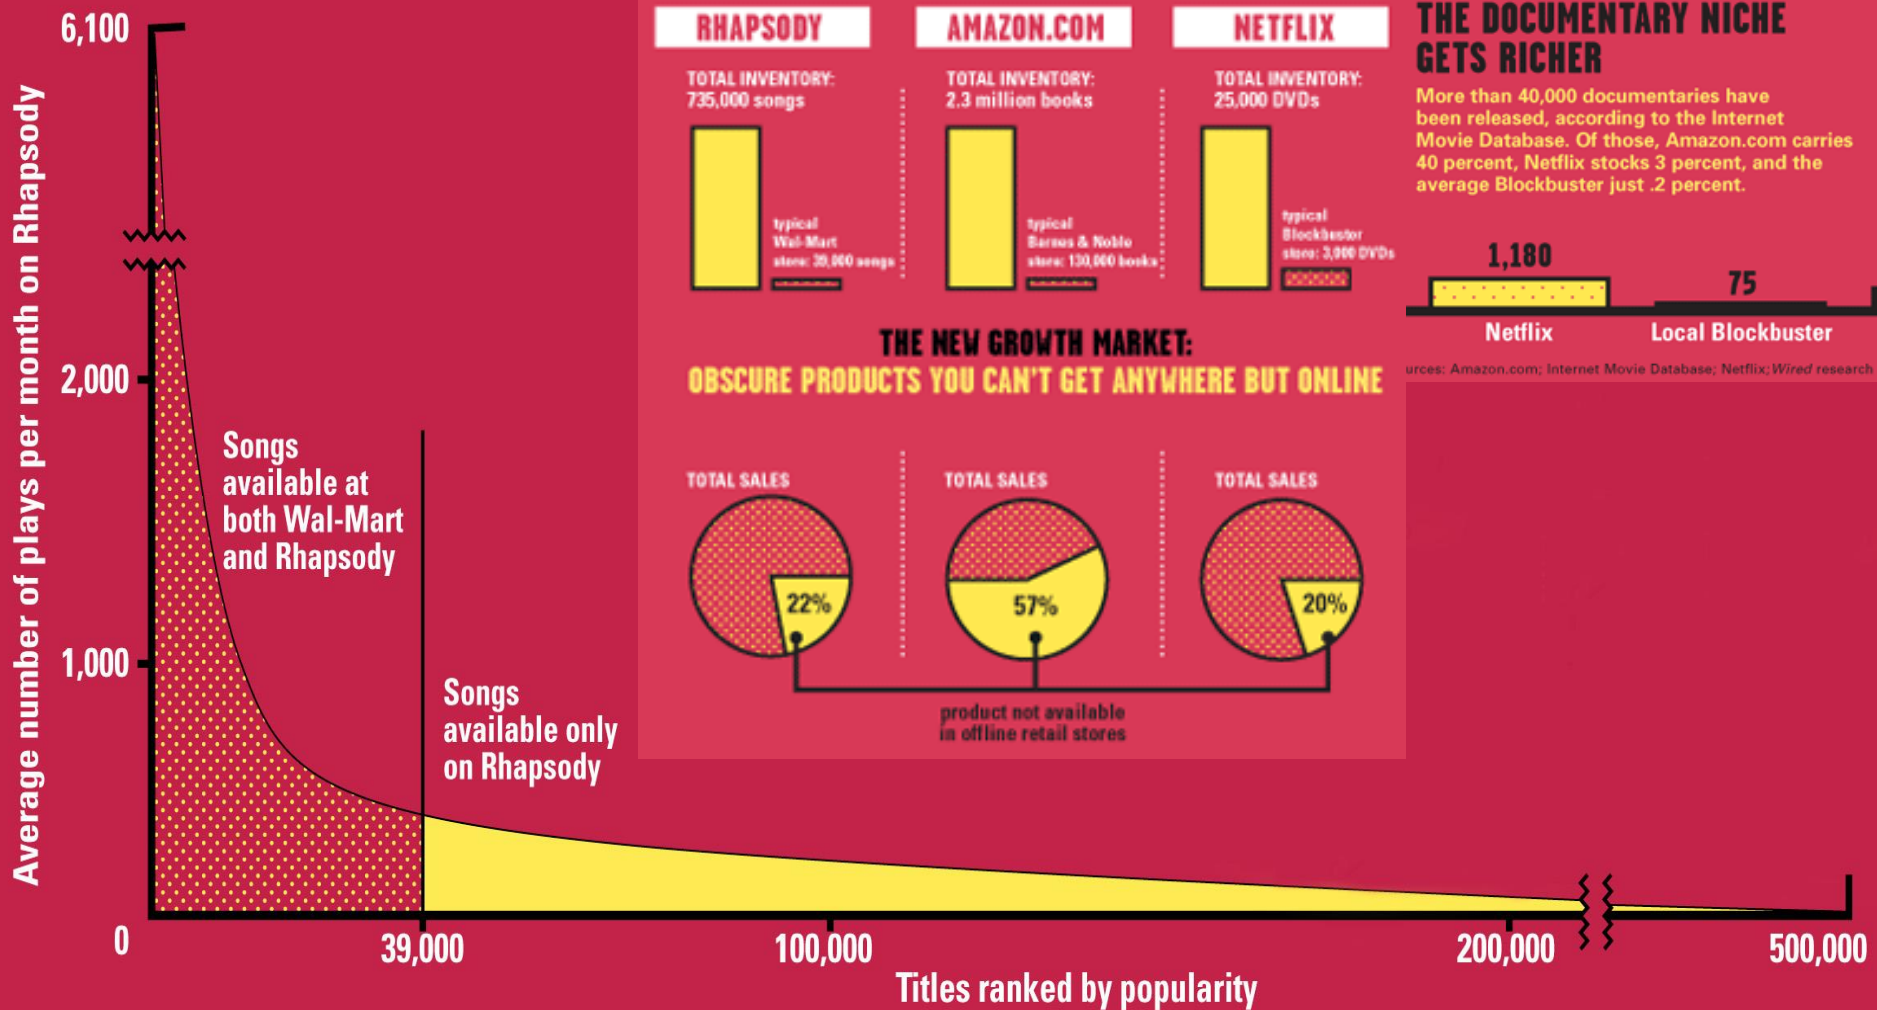 6,100
2,000
1,000
0
Average number of plays per month on Rhapsody
Songs
available at
both Wal-Mart
and Rhapsody
Songs
available only
on Rhapsody
39,000
100,000
200,000
500,000
Titles ranked by popularity
RHAPSODY
TOTAL INVENTORY:
735,000 songs
typical
Wal-Mart
store: 39,000 songs
AMAZON.COM
TOTAL INVENTORY:
2.3 million books
typical
Barnes & Noble
store: 130,000 books
NETFLIX
TOTAL INVENTORY:
25,000 DVDs
typical
Blockbuster
store: 3,000 DVDs
THE NEW GROWTH MARKET:
OBSCURE PRODUCTS YOU CAN'T GET ANYWHERE BUT ONLINE
TOTAL SALES
22%
TOTAL SALES
57%
TOTAL SALES
20%
product not available
in offline retail stores
THE DOCUMENTARY NICHE
GETS RICHER
More than 40,000 documentaries have
been released, according to the Internet
Movie Database. Of those, Amazon.com carries
40 percent, Netflix stocks 3 percent, and the
average Blockbuster just .2 percent.
1,180
Netflix
75
Local Blockbuster
urces: Amazon.com; Internet Movie Database; Netflix; Wired research